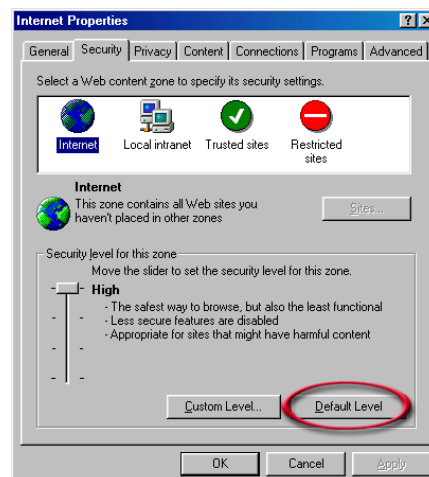 Internet Properties
General Security Privacy Content Connections Programs Advanced
Select a Web content zone to specify its security settings.
Internet Local intranet Trusted sites Restricted sites
Internet
This zone contains all Web sites you
haven't placed in other zones
Sites...
Security level for this zone
Move the slider to set the security level for this zone.
High
- The safest way to browse, but also the least functional
- Less secure features are disabled
- Appropriate for sites that might have harmful content
Custom Level... Default Level
OK Cancel Apply